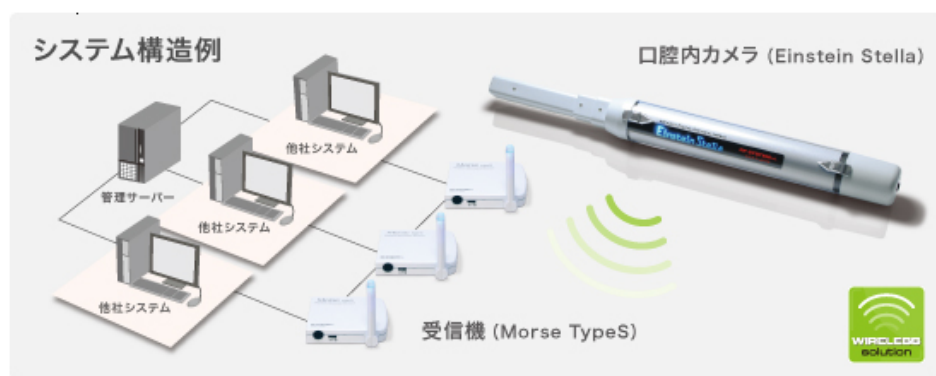 システム構造例
口腔内カメラ (Einstein Stella)
Einstein Stella
他社システム
管理サーバー
他社システム
他社システム
受信機 (Morse TypeS)
WIRELESS
solution